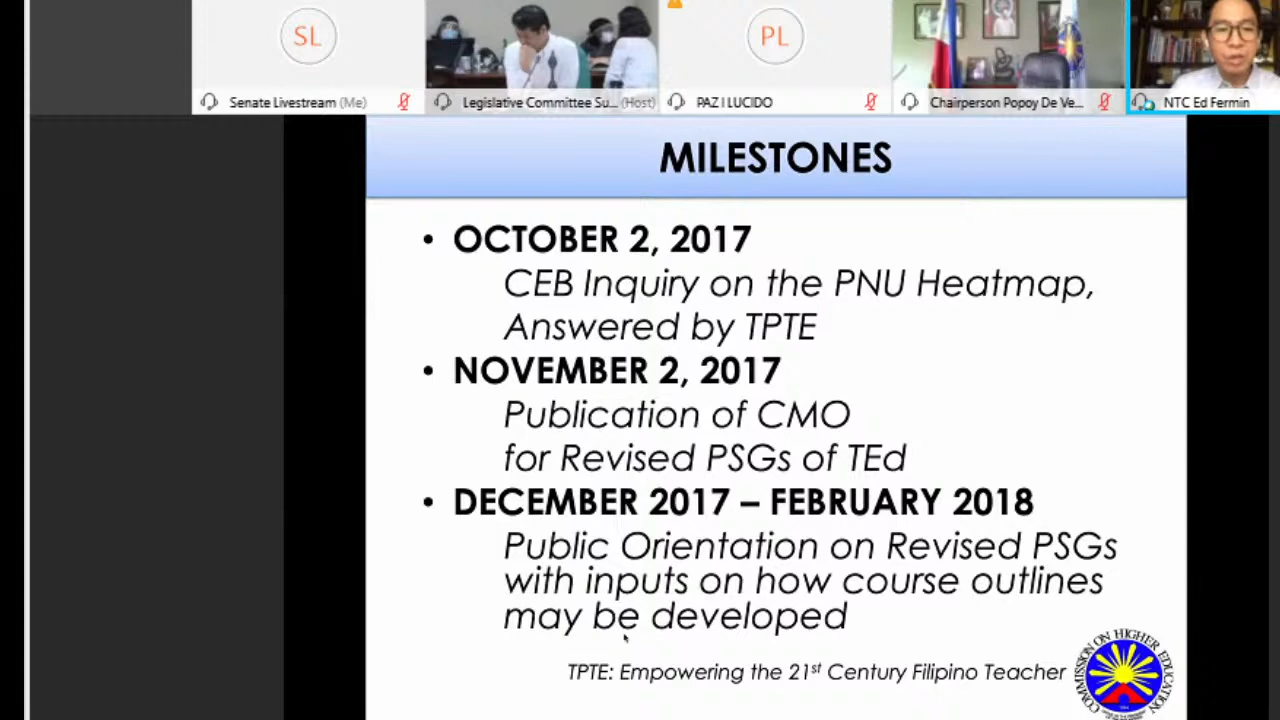 SL
PL
Senate Livestream (Me)
Legislative Committee Su... (Host)
PAZ I LUCIDO
Chairperson Popoy De Ve...
NTC Ed Fermin
MILESTONES
• OCTOBER 2, 2017
CEB Inquiry on the PNU Heatmap,
Answered by TPTE
• NOVEMBER 2, 2017
Publication of CMO
for Revised PSGs of TEd
• DECEMBER 2017 – FEBRUARY 2018
Public Orientation on Revised PSGs
with inputs on how course outlines
may be developed
TPTE: Empowering the 21st Century Filipino Teacher
COMMISSION ON HIGHER EDUCATION